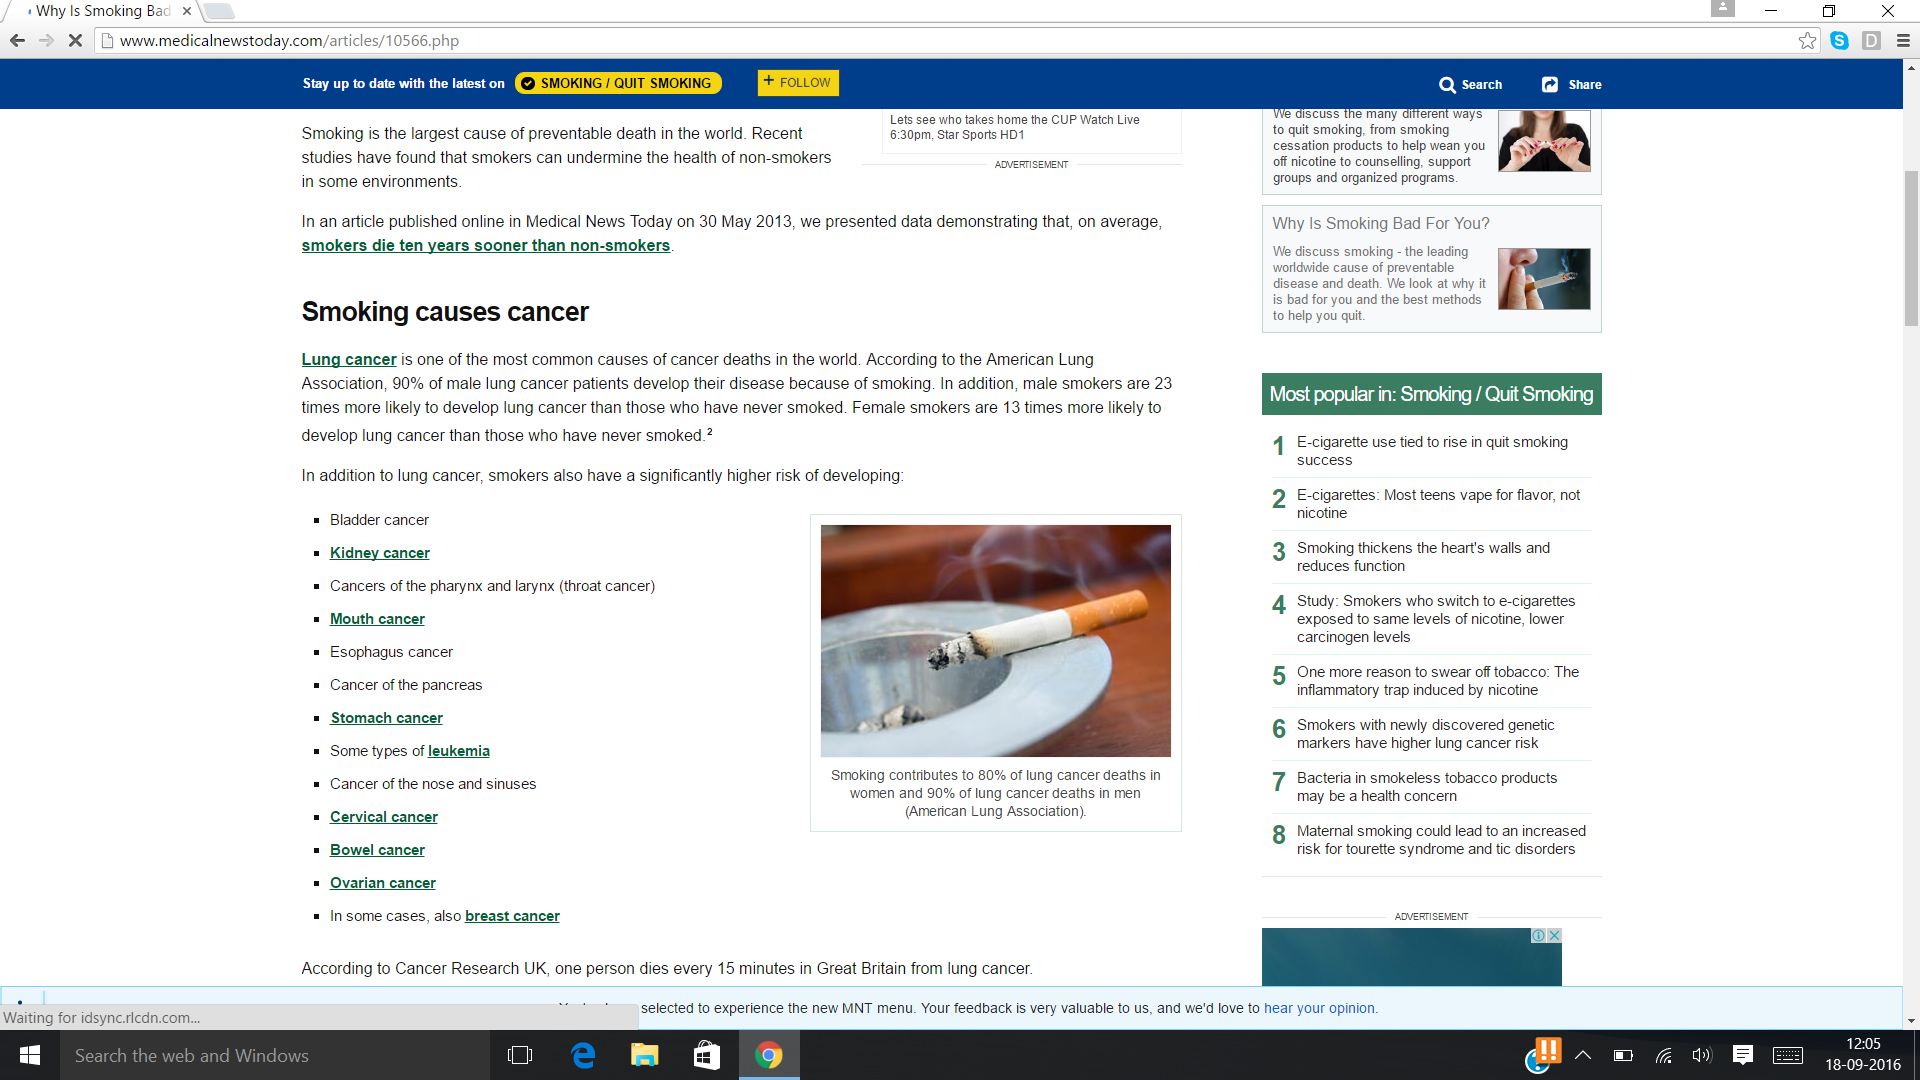 Why Is Smoking Bad
www.medicalnewstoday.com/articles/10566.php
Stay up to date with the latest on SMOKING / QUIT SMOKING + FOLLOW Search Share
Smoking is the largest cause of preventable death in the world. Recent
studies have found that smokers can undermine the health of non-smokers
in some environments.
Lets see who takes home the CUP Watch Live
6:30pm, Star Sports HD1
ADVERTISEMENT
In an article published online in Medical News Today on 30 May 2013, we presented data demonstrating that, on average,
smokers die ten years sooner than non-smokers.
Smoking causes cancer
Lung cancer is one of the most common causes of cancer deaths in the world. According to the American Lung
Association, 90% of male lung cancer patients develop their disease because of smoking. In addition, male smokers are 23
times more likely to develop lung cancer than those who have never smoked. Female smokers are 13 times more likely to
develop lung cancer than those who have never smoked.²
In addition to lung cancer, smokers also have a significantly higher risk of developing:
Bladder cancer
Kidney cancer
Cancers of the pharynx and larynx (throat cancer)
Mouth cancer
Esophagus cancer
Cancer of the pancreas
Stomach cancer
Some types of leukemia
Cancer of the nose and sinuses
Cervical cancer
Bowel cancer
Ovarian cancer
In some cases, also breast cancer
Smoking contributes to 80% of lung cancer deaths in
women and 90% of lung cancer deaths in men
(American Lung Association).
According to Cancer Research UK, one person dies every 15 minutes in Great Britain from lung cancer.
We discuss the many different ways
to quit smoking, from smoking
cessation products to help wean you
off nicotine to counselling, support
groups and organized programs.
Why Is Smoking Bad For You?
We discuss smoking - the leading
worldwide cause of preventable
disease and death. We look at why it
is bad for you and the best methods
to help you quit.
Most popular in: Smoking / Quit Smoking
1 E-cigarette use tied to rise in quit smoking
success
2 E-cigarettes: Most teens vape for flavor, not
nicotine
3 Smoking thickens the heart's walls and
reduces function
4 Study: Smokers who switch to e-cigarettes
exposed to same levels of nicotine, lower
carcinogen levels
5 One more reason to swear off tobacco: The
inflammatory trap induced by nicotine
6 Smokers with newly discovered genetic
markers have higher lung cancer risk
7 Bacteria in smokeless tobacco products
may be a health concern
8 Maternal smoking could lead to an increased
risk for tourette syndrome and tic disorders
ADVERTISEMENT
selected to experience the new MNT menu. Your feedback is very valuable to us, and we'd love to hear your opinion.
Waiting for idsync.rlcdn.com...
Search the web and Windows
12:05
18-09-2016